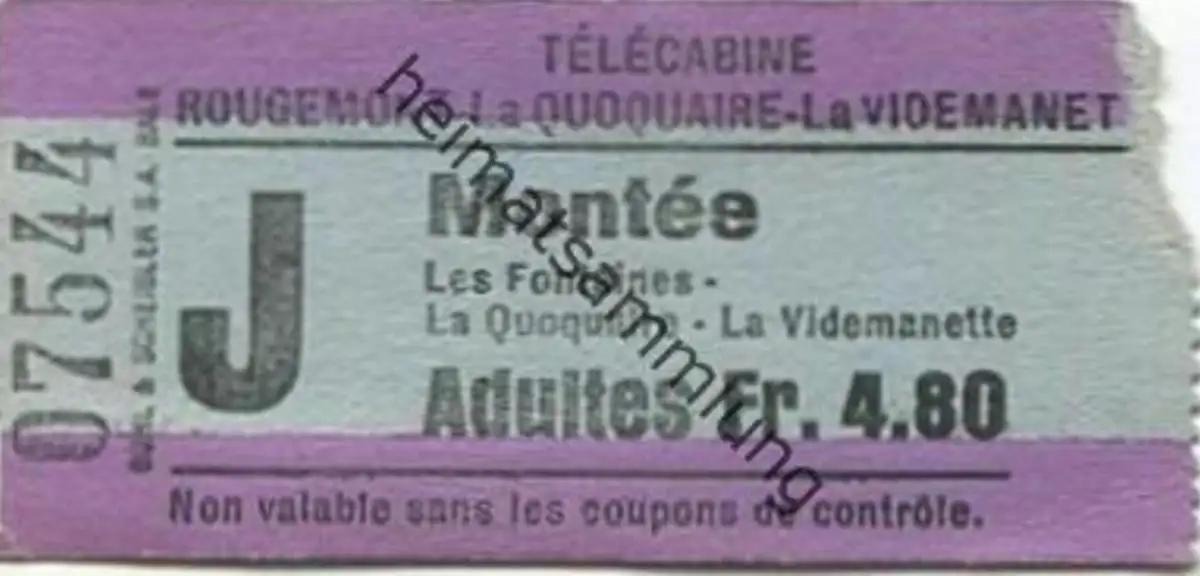 TÉLÉCABINE
ROUGEMONT-La QUOQUAIRE-La VIDEMANET
J
Montée
Les Fontaines -
La Quoquaire - La Videmanette
Adultes Fr. 4.80
Non valable sans les coupons de contrôle.
07544
S.A.
heimatsammlung